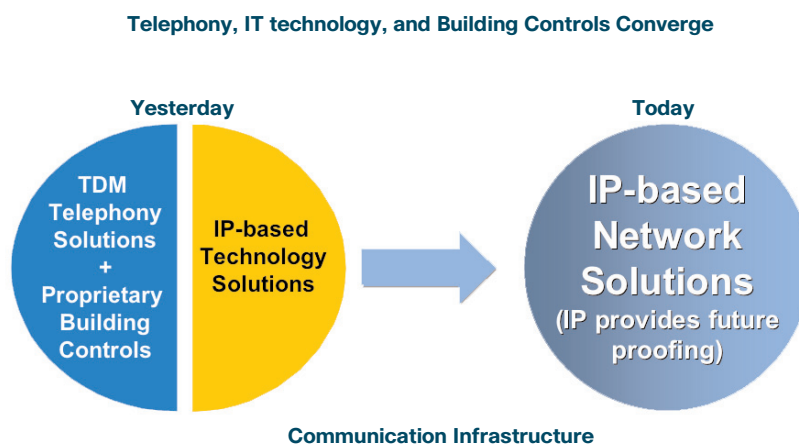 Telephony, IT technology, and Building Controls Converge
Yesterday
Today
TDM
Telephony
Solutions
+
Proprietary
Building
Controls
IP-based
Technology
Solutions
IP-based
Network
Solutions
(IP provides future
proofing)
Communication Infrastructure